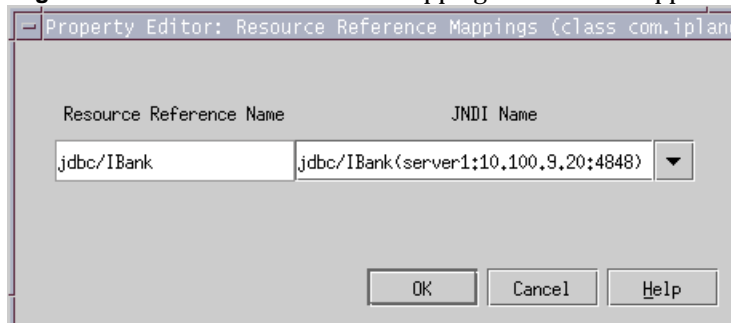 Property Editor: Resource Reference Mappings (class com.iplan
Resource Reference Name JNDI Name
jdbc/IBank jdbc/IBank(server1:10.100.9.20:4848)
OK Cancel Help